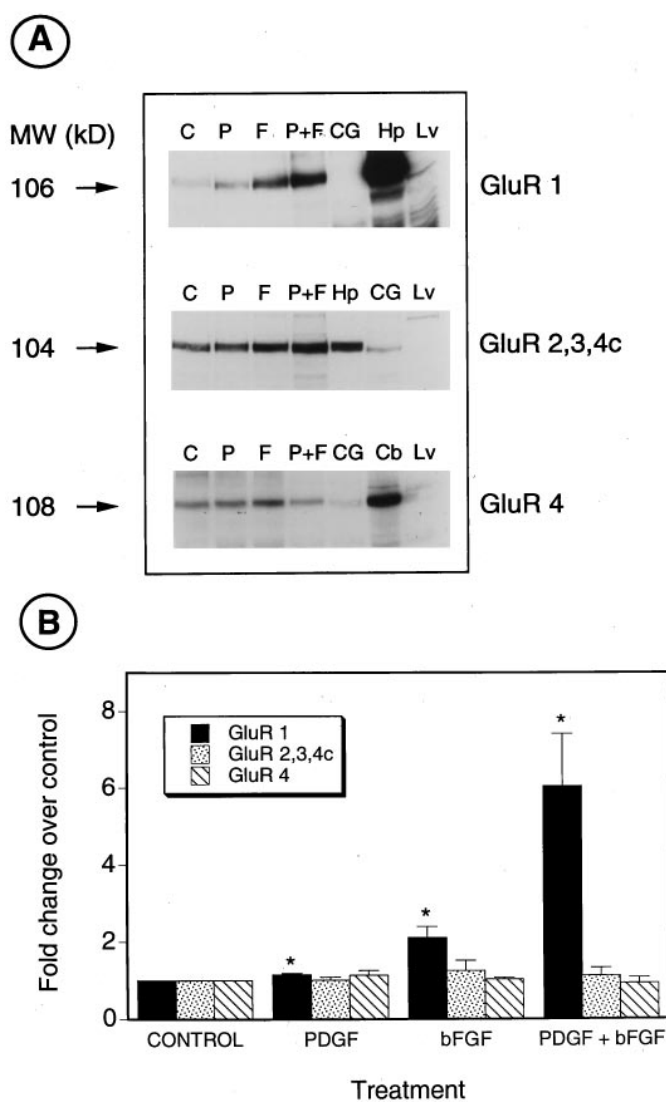 A
MW (kD)
C P F P+F CG Hp Lv
106
GluR 1
C P F P+F Hp CG Lv
104
GluR 2,3,4c
C P F P+F CG Cb Lv
108
GluR 4
B
Fold change over control
8
6
4
2
0
GluR 1
GluR 2,3,4c
GluR 4
*
*
*
CONTROL PDGF bFGF PDGF + bFGF
Treatment